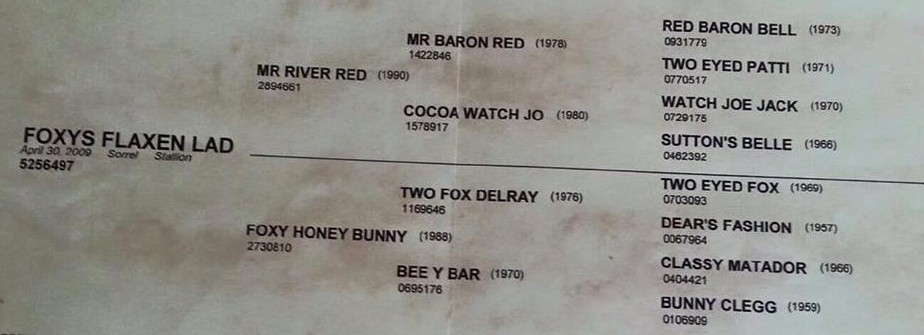 RED BARON BELL (1973)
0931779
MR BARON RED (1978)
1422846
TWO EYED PATTI (1971)
0770517
MR RIVER RED (1990)
2894661
WATCH JOE JACK (1970)
0729175
COCOA WATCH JO (1980)
1578917
SUTTON'S BELLE (1966)
0462392
FOXYS FLAXEN LAD
April 30, 2009 Sorrel Stallion
5256497
TWO EYED FOX (1969)
0703093
TWO FOX DELRAY (1976)
1169646
DEAR'S FASHION (1957)
0067964
FOXY HONEY BUNNY (1988)
2730810
CLASSY MATADOR (1966)
0404421
BEE Y BAR (1970)
0695176
BUNNY CLEGG (1959)
0106909